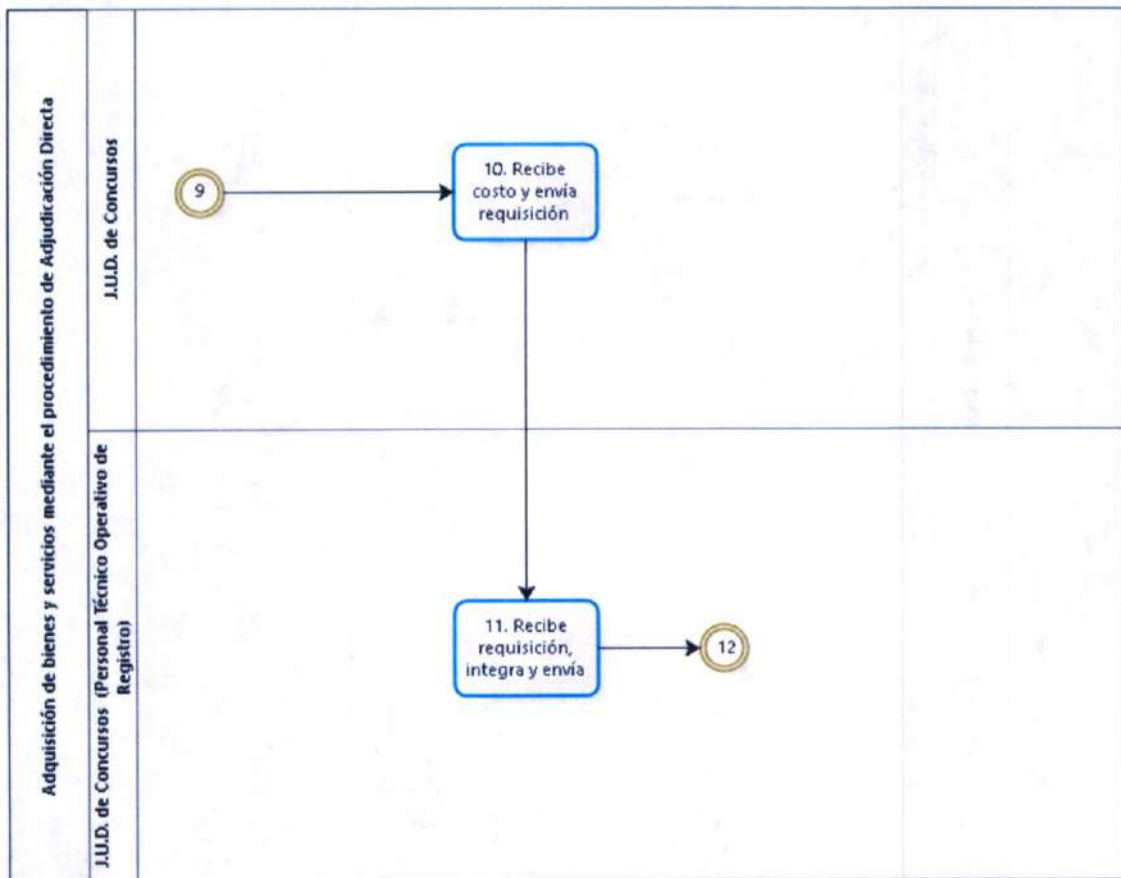 Adquisición de bienes y servicios mediante el procedimiento de Adjudicación Directa
J.U.D. de Concursos
9
10. Recibe
costo y envía
requisición
J.U.D. de Concursos (Personal Técnico Operativo de
Registro)
11. Recibe
requisición,
integra y envía
12